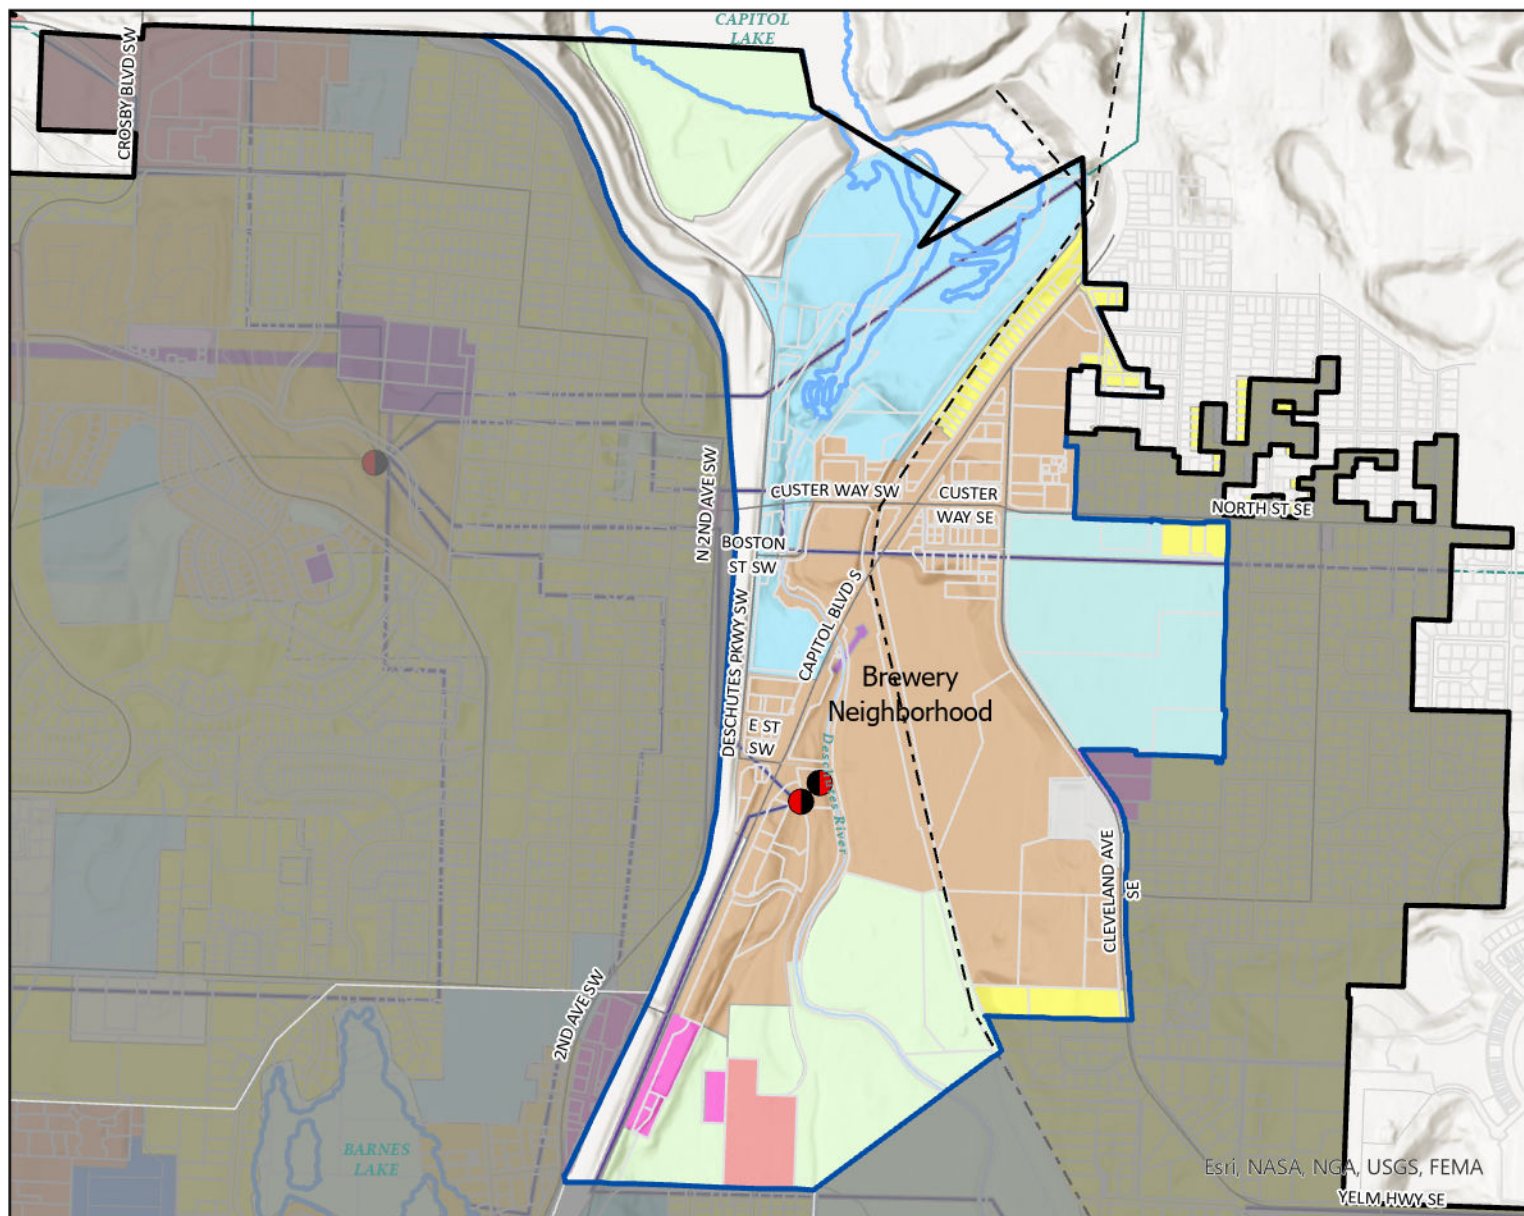 CAPITOL
LAKE
CROSBY BLVD SW
N 2ND AVE SW
CUSTER WAY SW
CUSTER
WAY SE
NORTH ST SE
BOSTON
ST SW
DESCHUTES PKWY SW
CAPITOL BLVD S
Brewery
Neighborhood
E ST
SW
Deschutes River
CLEVELAND AVE
SE
2ND AVE SW
BARNES
LAKE
Esri, NASA, NGA, USGS, FEMA
YELM HWY SE